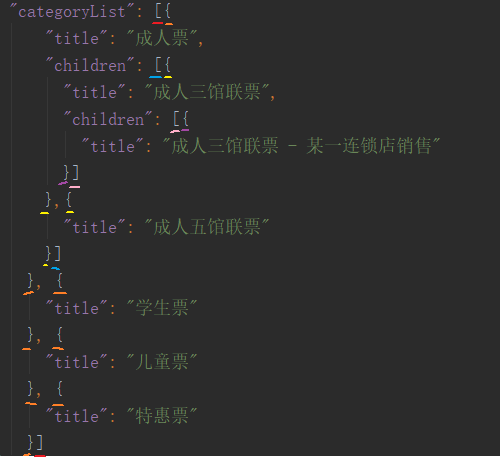 "categoryList": [{
"title": "成人票",
"children": [{
"title": "成人三馆联票",
"children": [{
"title": "成人三馆联票 - 某一连锁店销售"
}]
},{
"title": "成人五馆联票"
}]
}, {
"title": "学生票"
}, {
"title": "儿童票"
}, {
"title": "特惠票"
}]